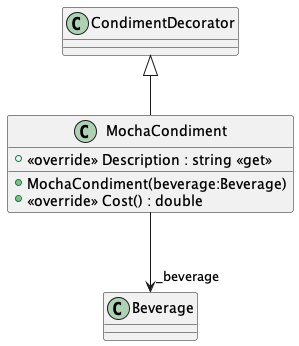 C CondimentDecorator
C MochaCondiment
«override» Description : string «get»
MochaCondiment(beverage:Beverage)
«override» Cost() : double
_beverage
C Beverage